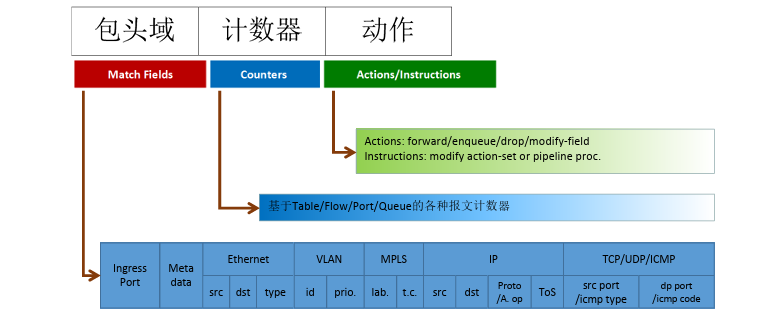 包头域 计数器 动作
Match Fields Counters Actions/Instructions
Actions: forward/enqueue/drop/modify-field
Instructions: modify action-set or pipeline proc.
基于Table/Flow/Port/Queue的各种报文计数器
Ingress Port Meta data Ethernet VLAN MPLS IP TCP/UDP/ICMP
src dst type id prio. lab. t.c. src dst Proto /A. op ToS src port /icmp type dp port /icmp code